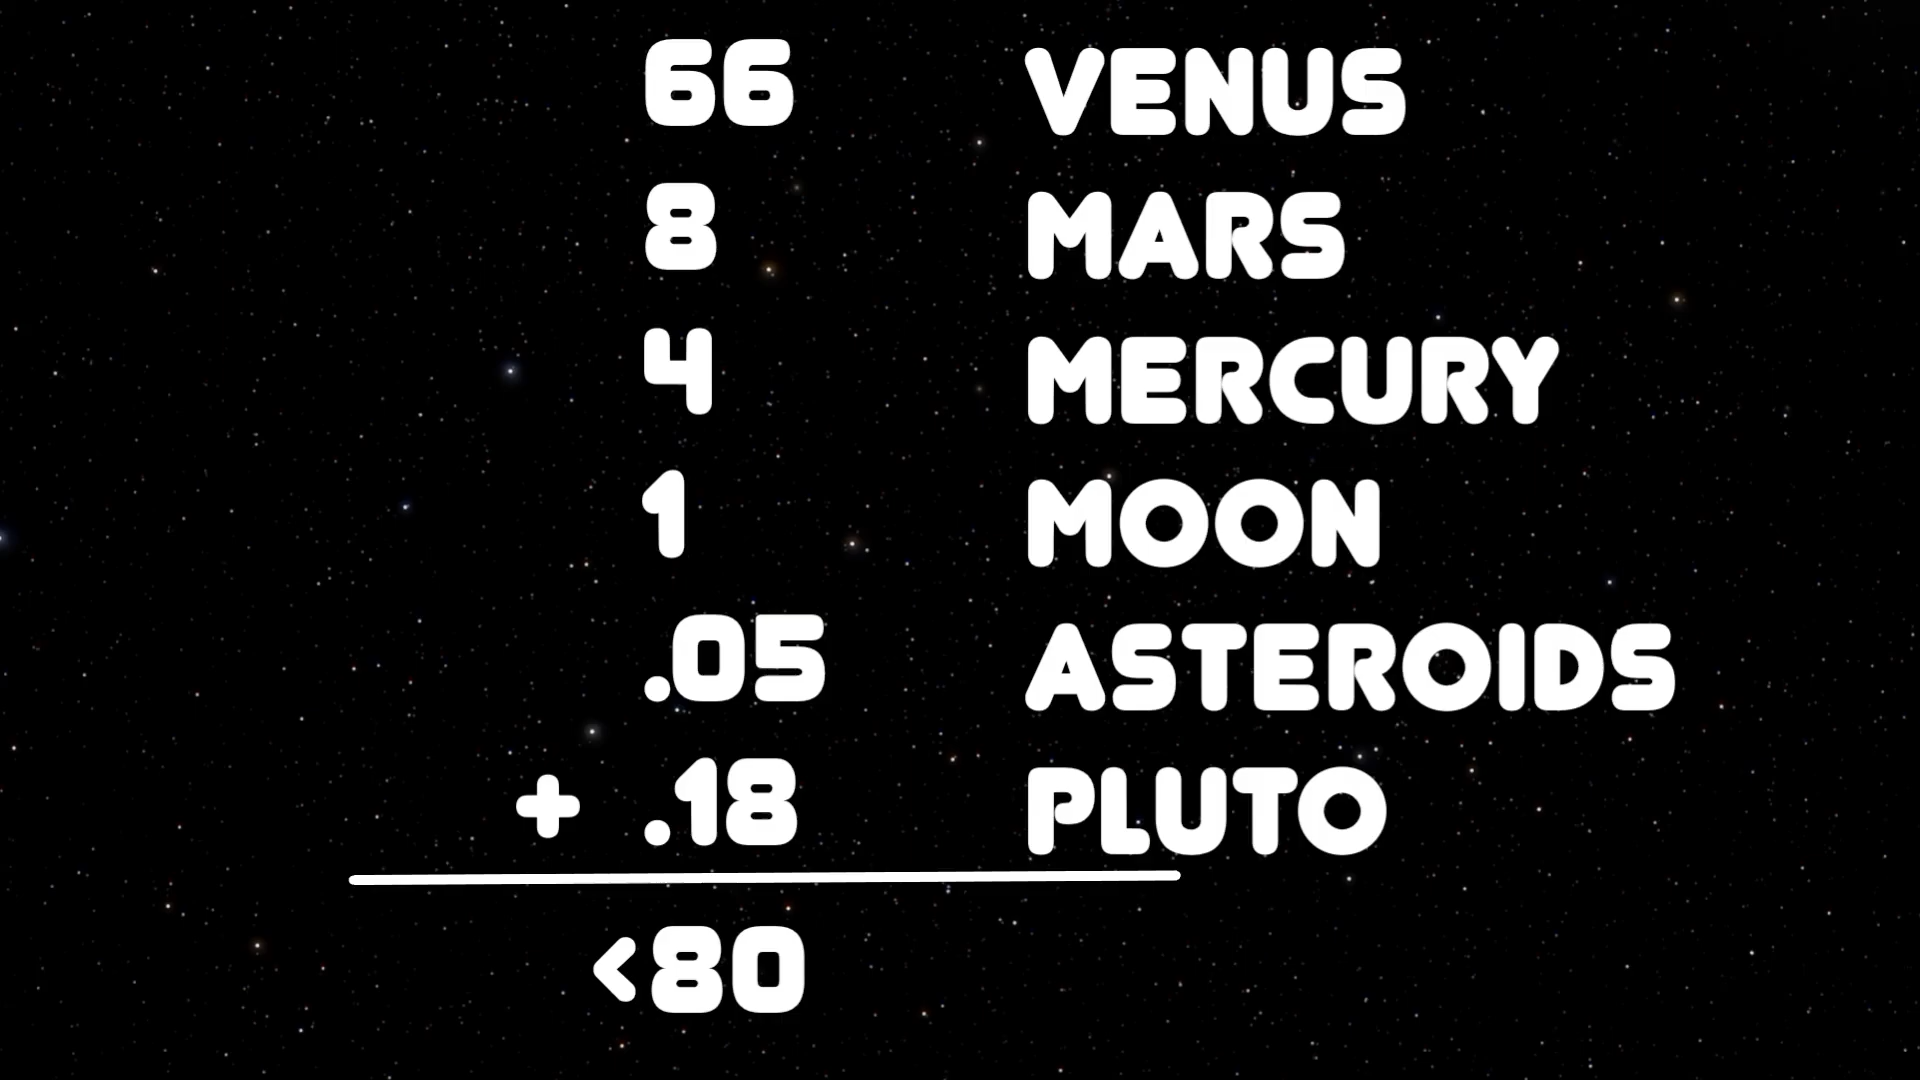 66 VENUS
8 MARS
4 MERCURY
1 MOON
.05 ASTEROIDS
+ .18 PLUTO
<80